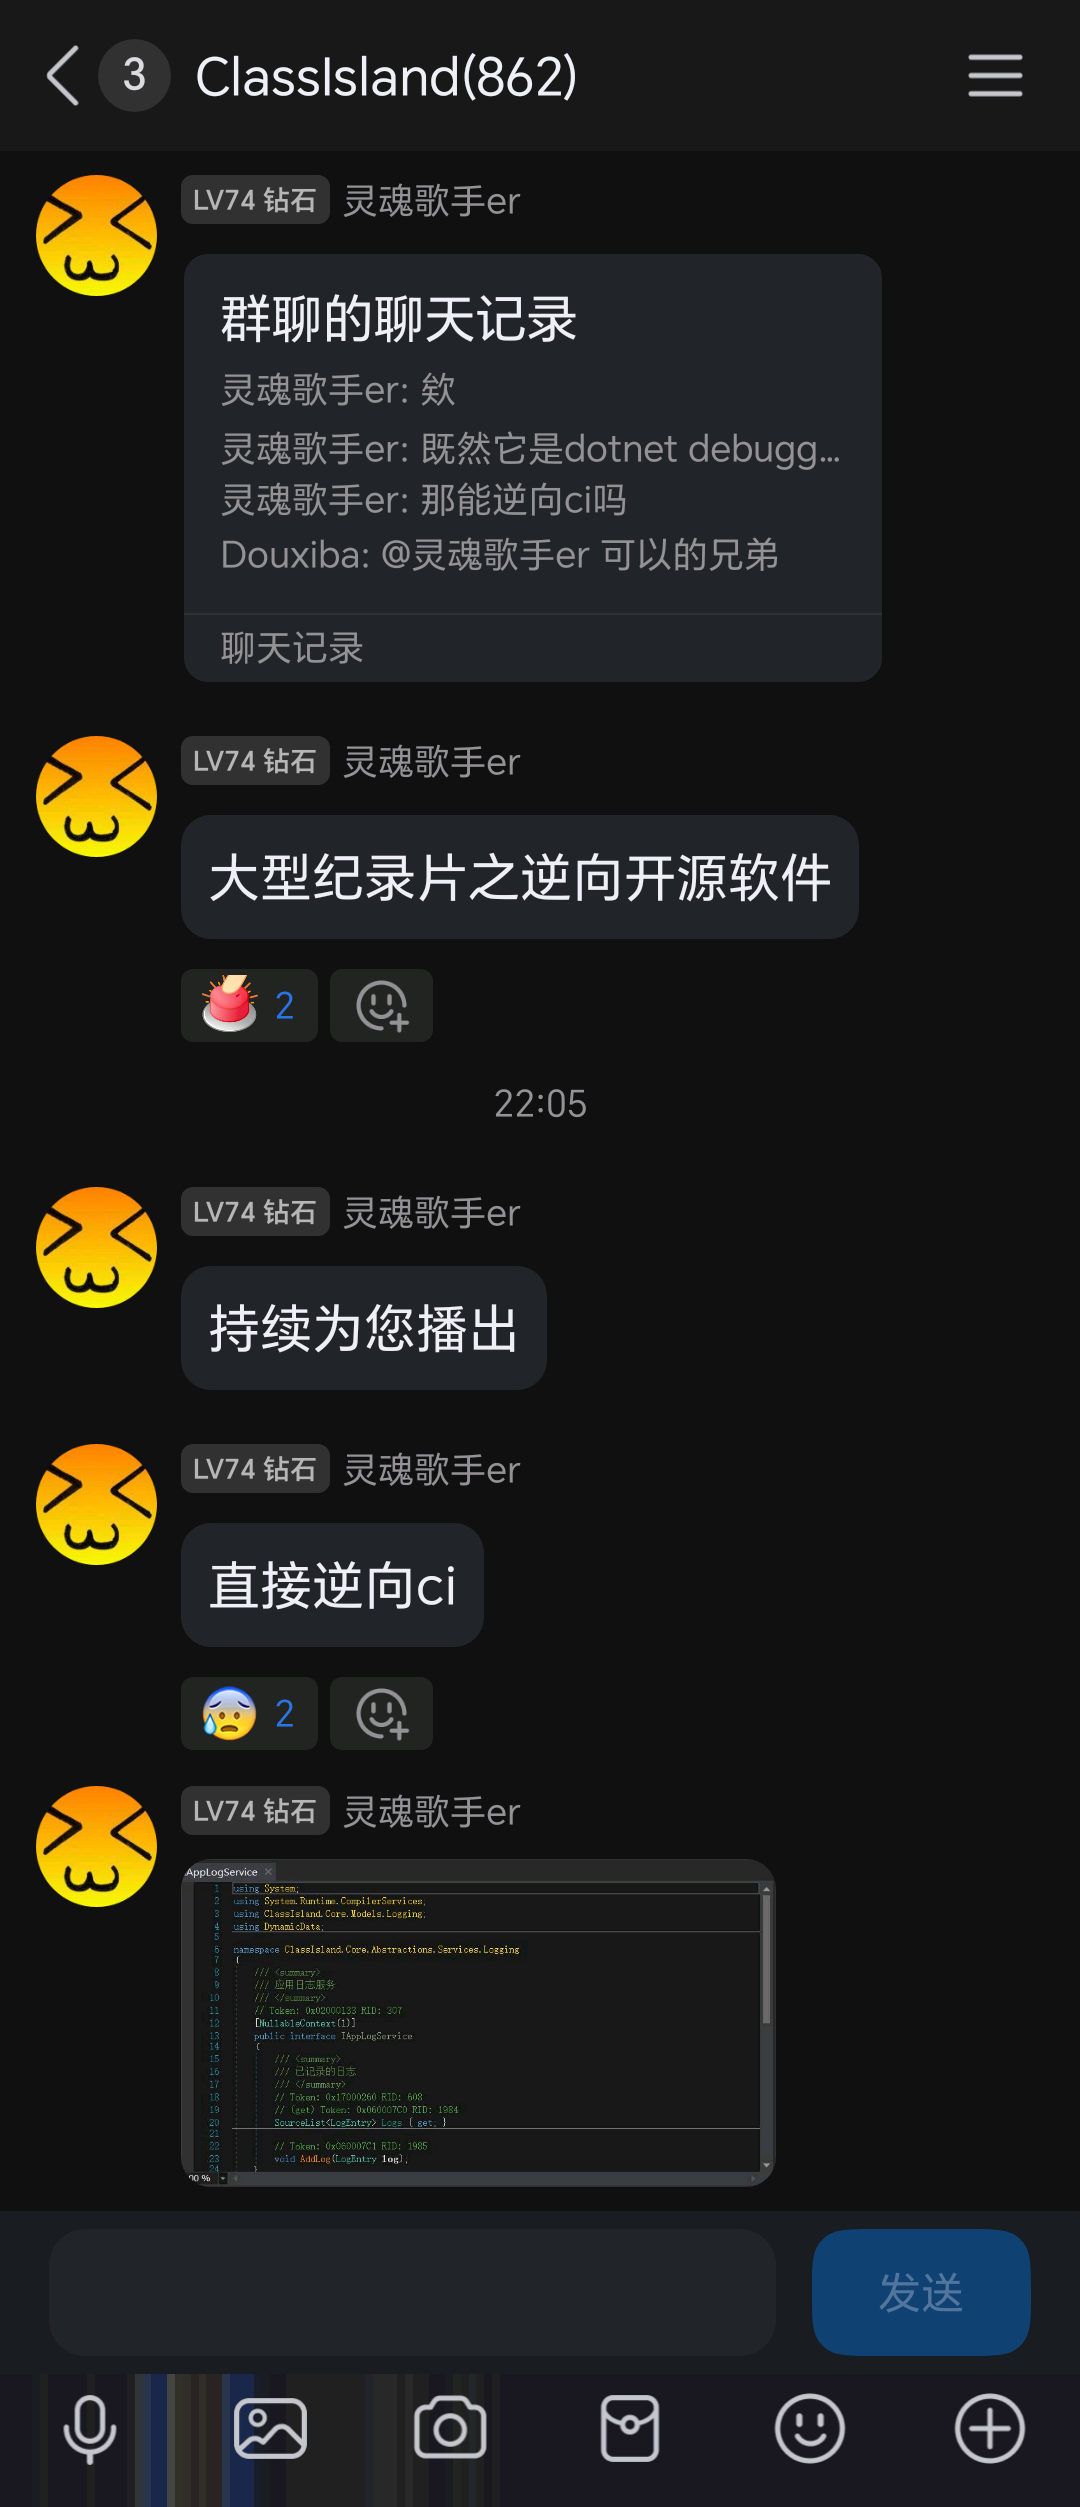 3
ClassIsland(862)
LV74 钻石 灵魂歌手er
群聊的聊天记录
灵魂歌手er: 欸
灵魂歌手er: 既然它是dotnet debugg...
灵魂歌手er: 那能逆向ci吗
Douxiba: @灵魂歌手er 可以的兄弟
聊天记录
LV74 钻石 灵魂歌手er
大型纪录片之逆向开源软件
2
22:05
LV74 钻石 灵魂歌手er
持续为您播出
LV74 钻石 灵魂歌手er
直接逆向ci
2
LV74 钻石 灵魂歌手er
AppLogService ×
1 using System;
2 using System.Runtime.CompilerServices;
3 using ClassIsland.Core.Models.Logging;
4 using DynamicData;
5
6 namespace ClassIsland.Core.Abstractions.Services.Logging
7 {
8 /// <summary>
9 /// 应用日志服务
10 /// </summary>
11 // Token: 0x02000133 RID: 307
12 [NullableContext(1)]
13 public interface IAppLogService
14 {
15 /// <summary>
16 /// 已记录的日志
17 /// </summary>
18 // Token: 0x17000260 RID: 608
19 // (get) Token: 0x060007C0 RID: 1984
20 SourceList<LogEntry> Logs { get; }
21
22 // Token: 0x060007C1 RID: 1985
23 void AddLog(LogEntry log);
24 }
00 %
发送